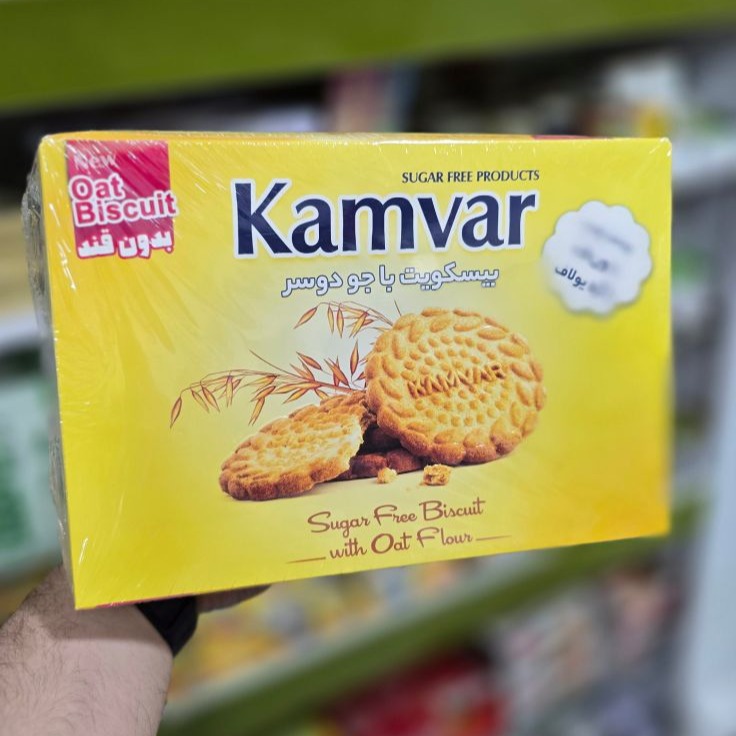 New
Oat
Biscuit
بدون قند
SUGAR FREE PRODUCTS
Kamvar
بیسکویت با جو دوسر
یولاف
KAMVAR
Sugar Free Biscuit
with Oat Flour